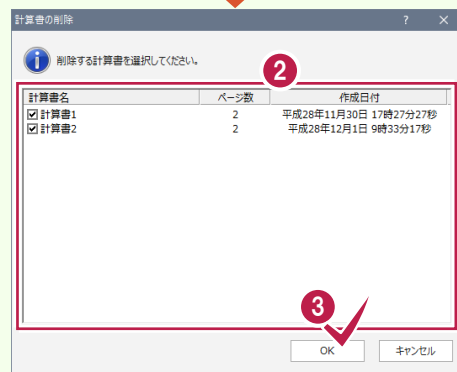 計算書の削除 ? ×
削除する計算書を選択してください。
2
計算書名 ページ数 作成日付
計算書1 2 平成28年11月30日 17時27分27秒
計算書2 2 平成28年12月1日 9時33分17秒
3
OK キャンセル